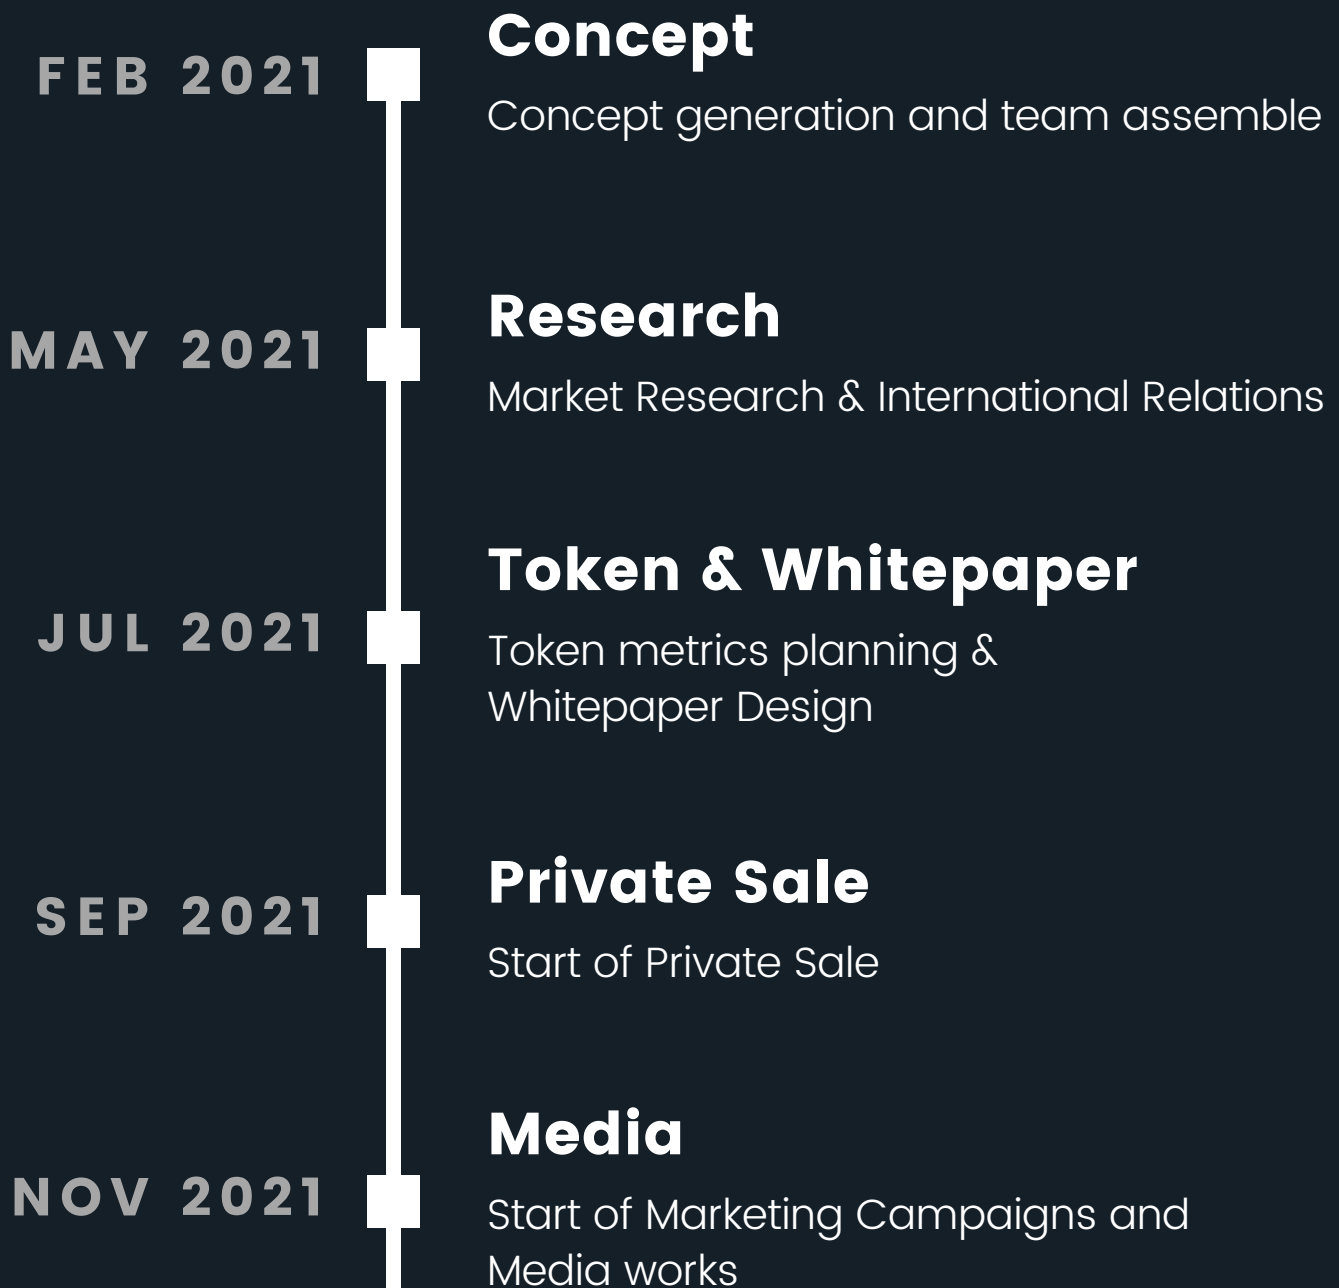 Concept
FEB 2021
Concept generation and team assemble
Research
MAY 2021
Market Research & International Relations
Token & Whitepaper
JUL 2021
Token metrics planning &
Whitepaper Design
Private Sale
SEP 2021
Start of Private Sale
Media
NOV 2021
Start of Marketing Campaigns and
Media works